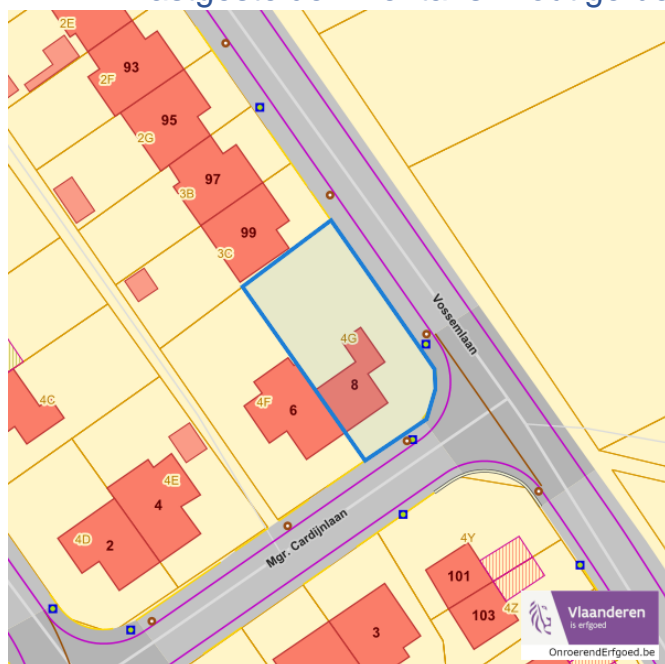 2E
93
2F
95
2G
97
3B
99
3C
Vossemlaan
4G
8
4F
6
4C
4E
4
4D
2
Mgr. Cardijnlaan
4Y
101
4Z
103
3
Vlaanderen
is erfgoed
OnroerendErfgoed.be